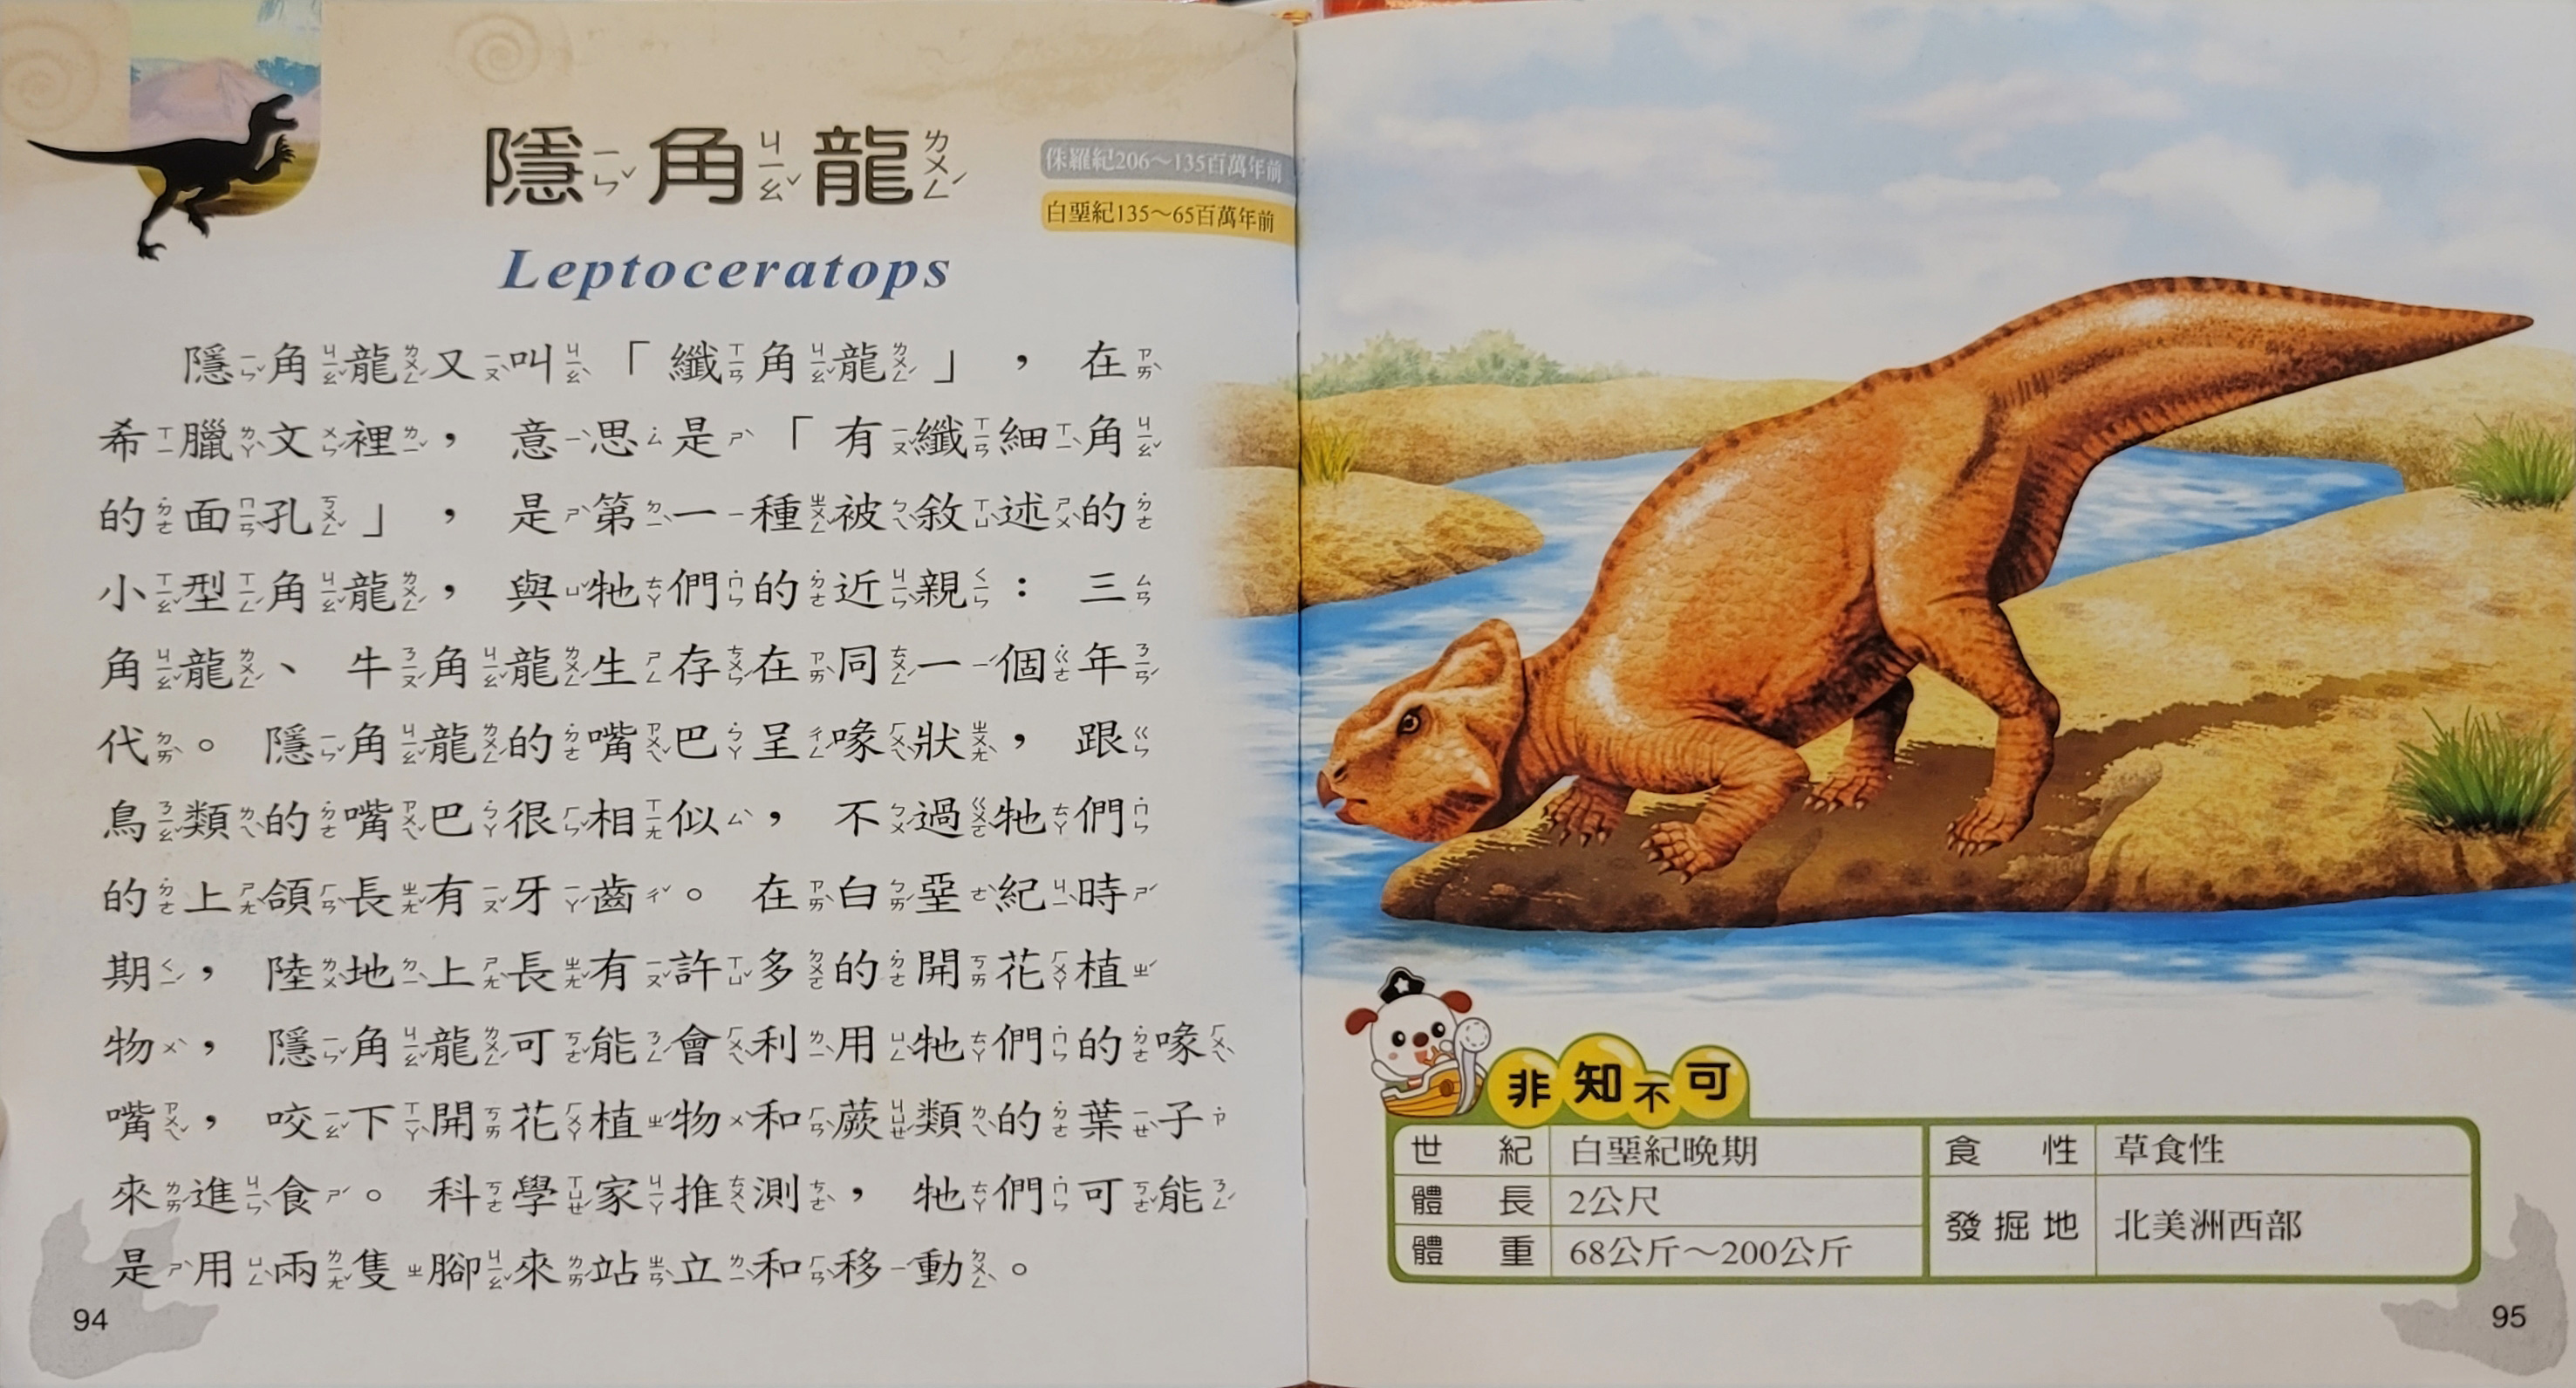 隱角龍
侏羅紀206～135百萬年前
白堊紀135～65百萬年前
Leptoceratops
隱角龍又叫「纖角龍」，在
希臘文裡，意思是「有纖細角
的面孔」，是第一種被敘述的
小型角龍，與牠們的近親：三
角龍、牛角龍生存在同一個年
代。隱角龍的嘴巴呈喙狀，跟
鳥類的嘴巴很相似，不過牠們
的上頜長有牙齒。在白堊紀時
期，陸地上長有許多的開花植
物，隱角龍可能會利用牠們的喙
嘴，咬下開花植物和蕨類的葉子
來進食。科學家推測，牠們可能
是用兩隻腳來站立和移動。
94
非知不可
世紀 白堊紀晚期
體長 2公尺
體重 68公斤～200公斤
食性 草食性
發掘地 北美洲西部
95